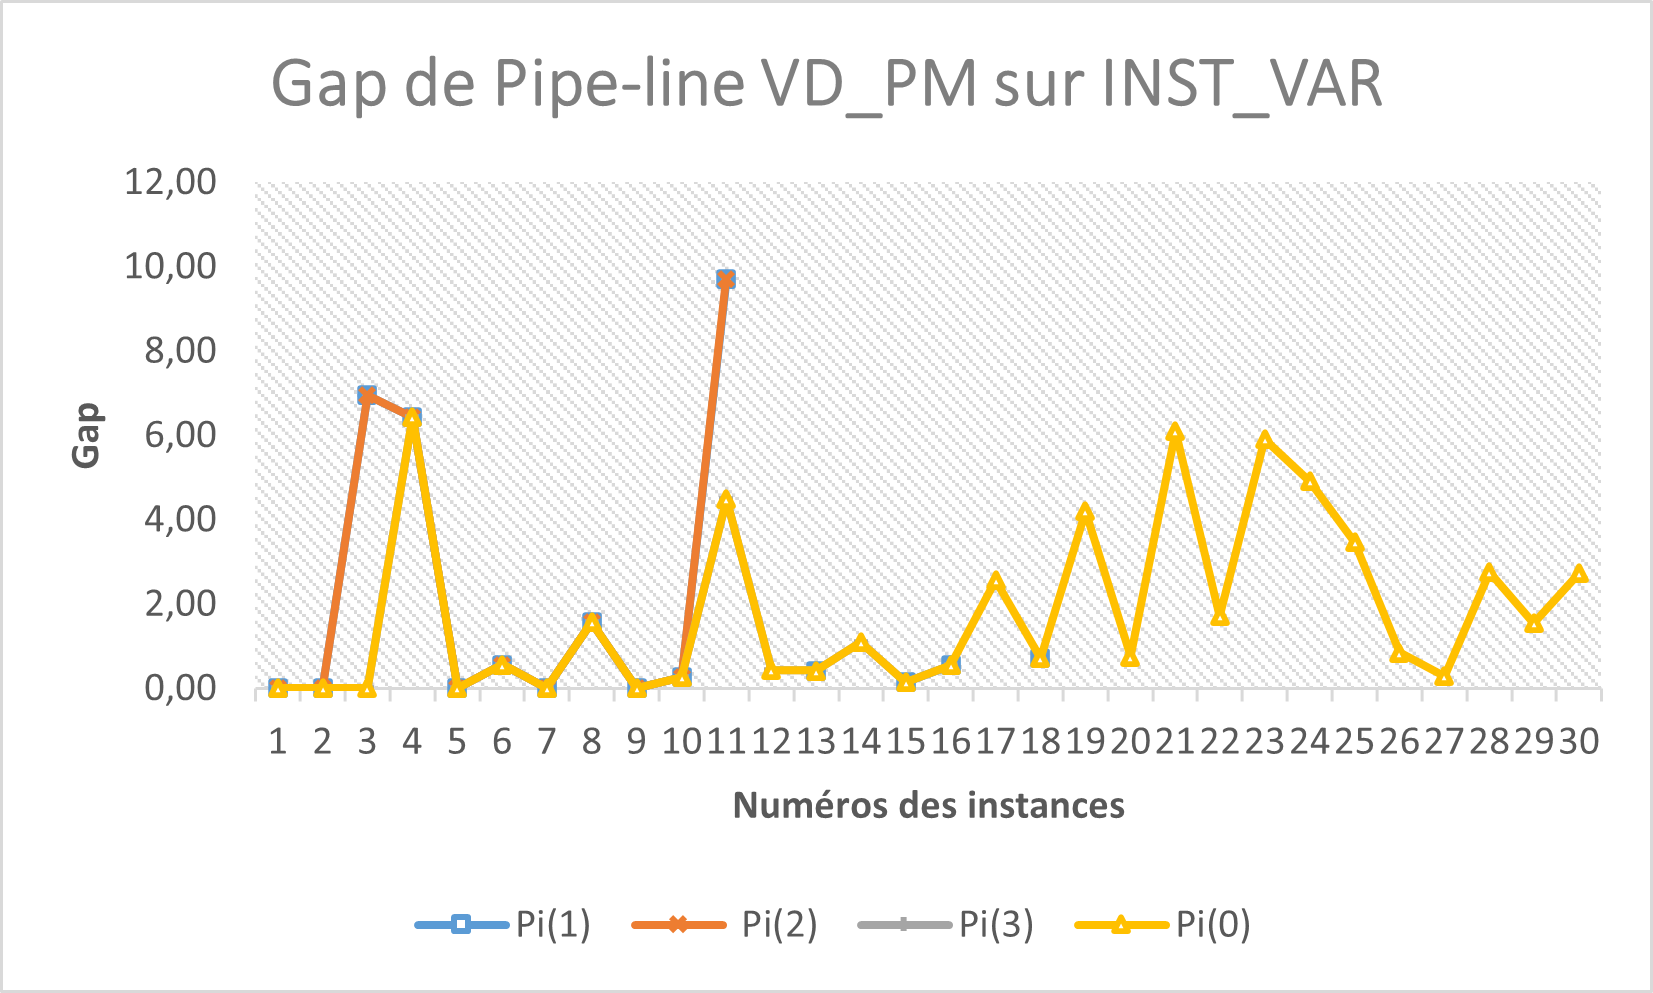 Gap de Pipe-line VD_PM sur INST_VAR
12,00
10,00
8,00
6,00
4,00
2,00
0,00
Gap
1 2 3 4 5 6 7 8 9 10 11 12 13 14 15 16 17 18 19 20 21 22 23 24 25 26 27 28 29 30
Numéros des instances
Pi(1) Pi(2) Pi(3) Pi(0)